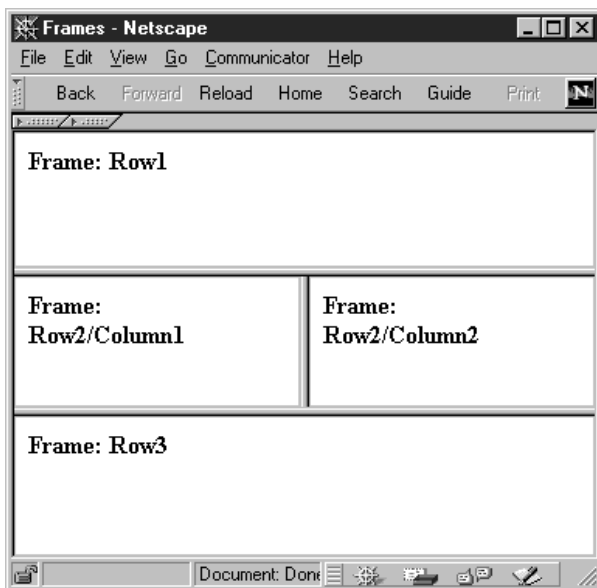 Frames - Netscape
File Edit View Go Communicator Help
Back Forward Reload Home Search Guide Print N
Frame: Row1
Frame:
Row2/Column1
Frame:
Row2/Column2
Frame: Row3
Document: Done